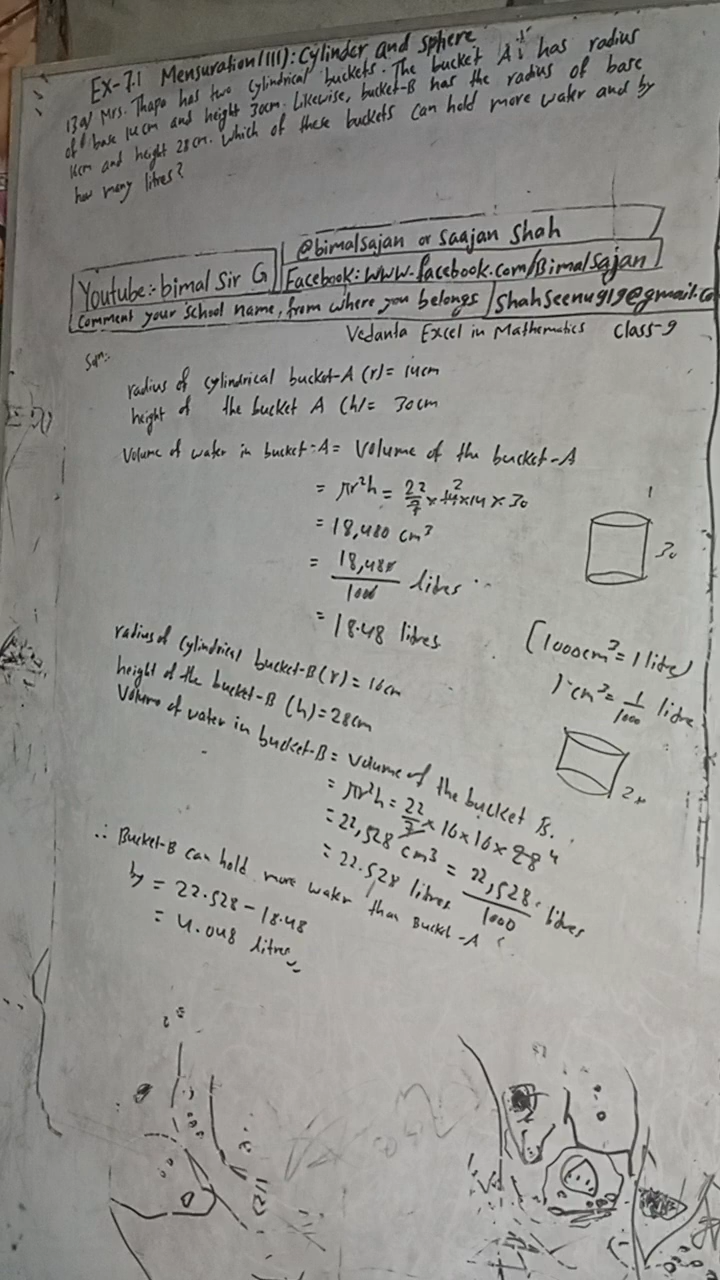 Ex-7.1 Mensuration(III): Cylinder and sphere
13a) Mrs. Thapa has two cylindrical buckets. The bucket A has radius
of base 14cm and height 30cm. Likewise, bucket-B has the radius of base
16cm and height 28cm. Which of these buckets can hold more water and by
how many litres?
@bimalsajan or Saajan Shah
Youtube:- bimal Sir G
Facebook: www.facebook.com/Bimalsajan
Comment your school name, from where you belongs
Shahseenu919@gmail.co
Vedanta Excel in Mathematics class-9
Soln:-
radius of cylindrical bucket-A (r)= 14cm
height of the bucket A (h)= 30cm
Volume of water in bucket-A= Volume of the bucket-A
= πr²h = 22/7 × 14 2 × 14 × 30
= 18,480 cm³
30
= 18,480/1000 litres
= 18.48 litres
[1000cm³=1 litre]
1 cm³= 1/1000 litre
radius of cylindrical bucket-B(r)= 16cm
height of the bucket-B (h)=28cm
Volume of water in bucket-B= volume of the bucket B.
= πr²h = 22/7 × 16 × 16 × 28 4
= 22,528 cm³ = 22,528/1000 litres
= 22.528 litres
∴ Bucket-B can hold more water than Bucket-A
by = 22.528 - 18.48
= 4.048 litres